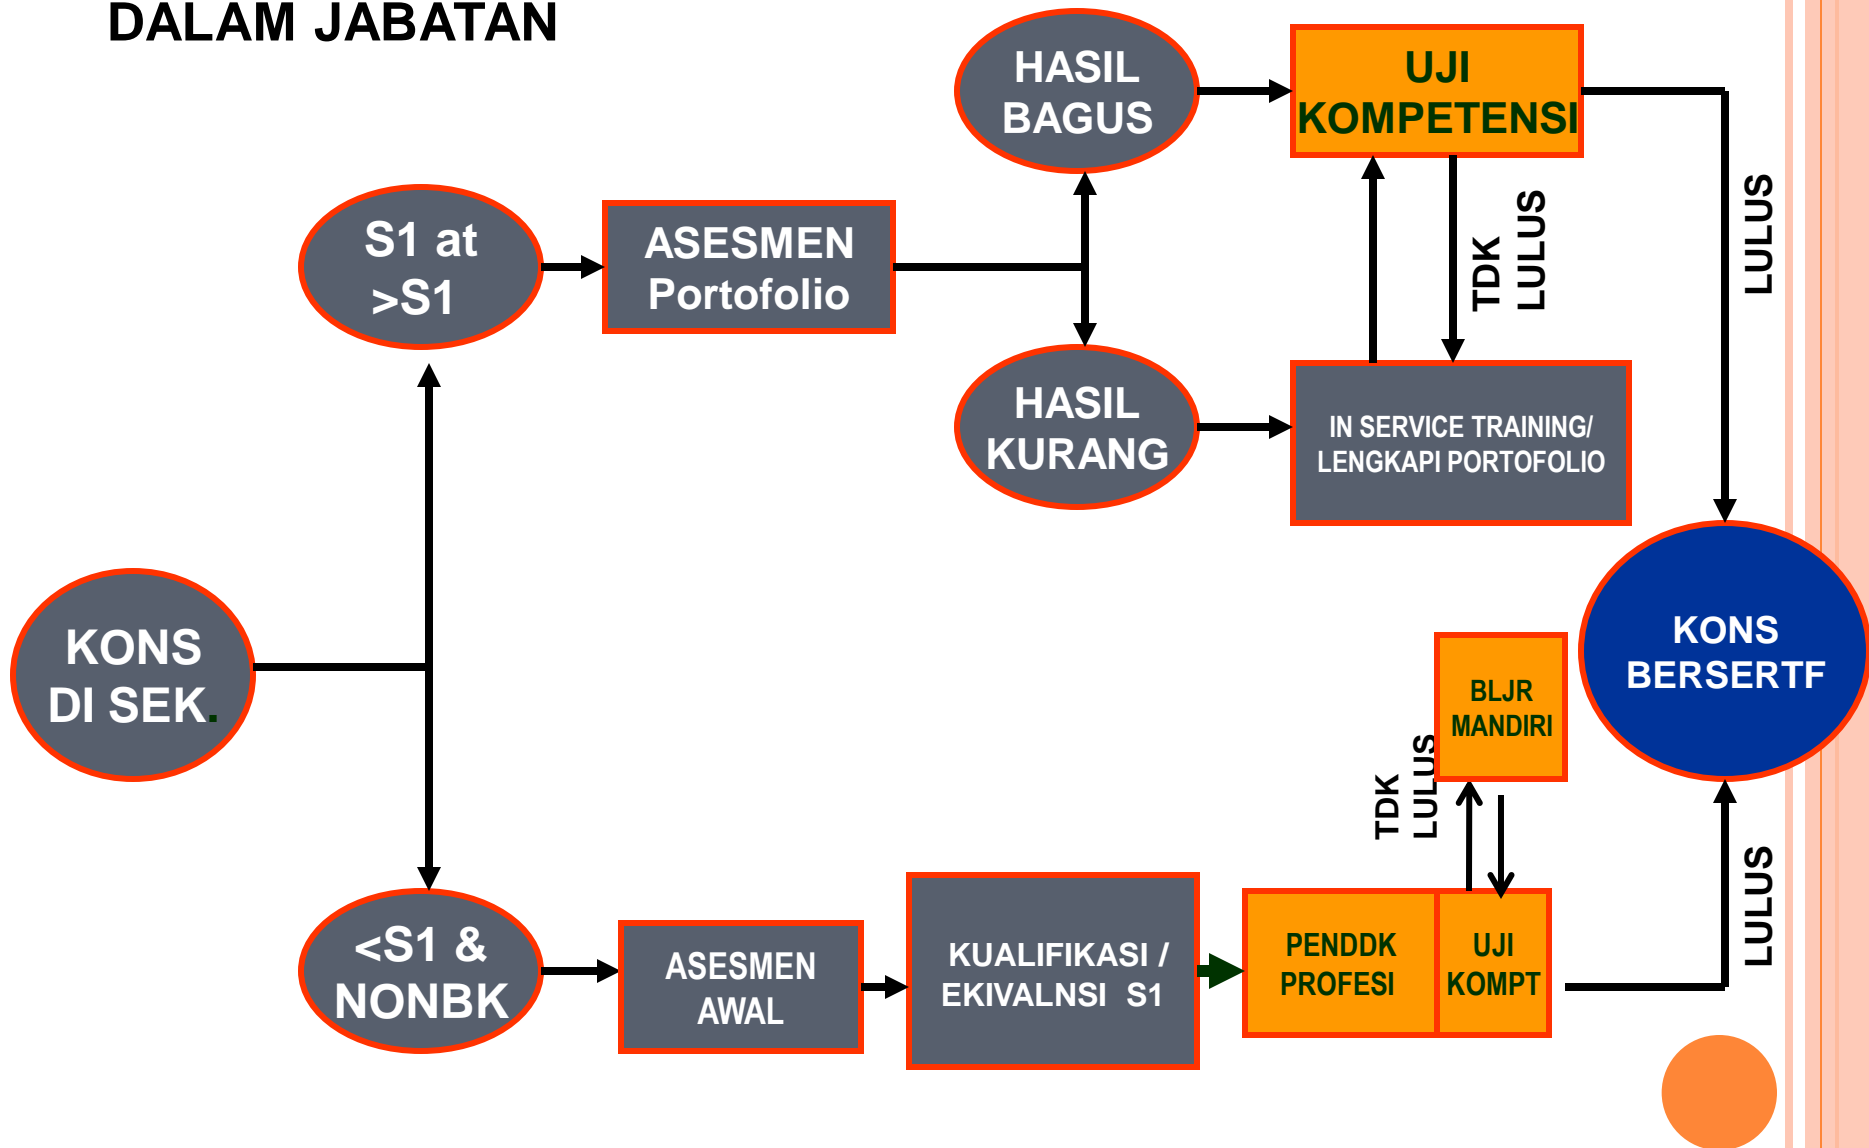 DALAM JABATAN
HASIL
BAGUS
UJI
KOMPETENSI
S1 at
>S1
ASESMEN
Portofolio
TDK
LULUS
LULUS
HASIL
KURANG
IN SERVICE TRAINING/
LENGKAPI PORTOFOLIO
KONS
DI SEK.
KONS
BERSERTF
BLJR
MANDIRI
TDK
LULUS
<S1 &
NONBK
ASESMEN
AWAL
KUALIFIKASI /
EKIVALNSI S1
PENDDK
PROFESI
UJI
KOMPT
LULUS